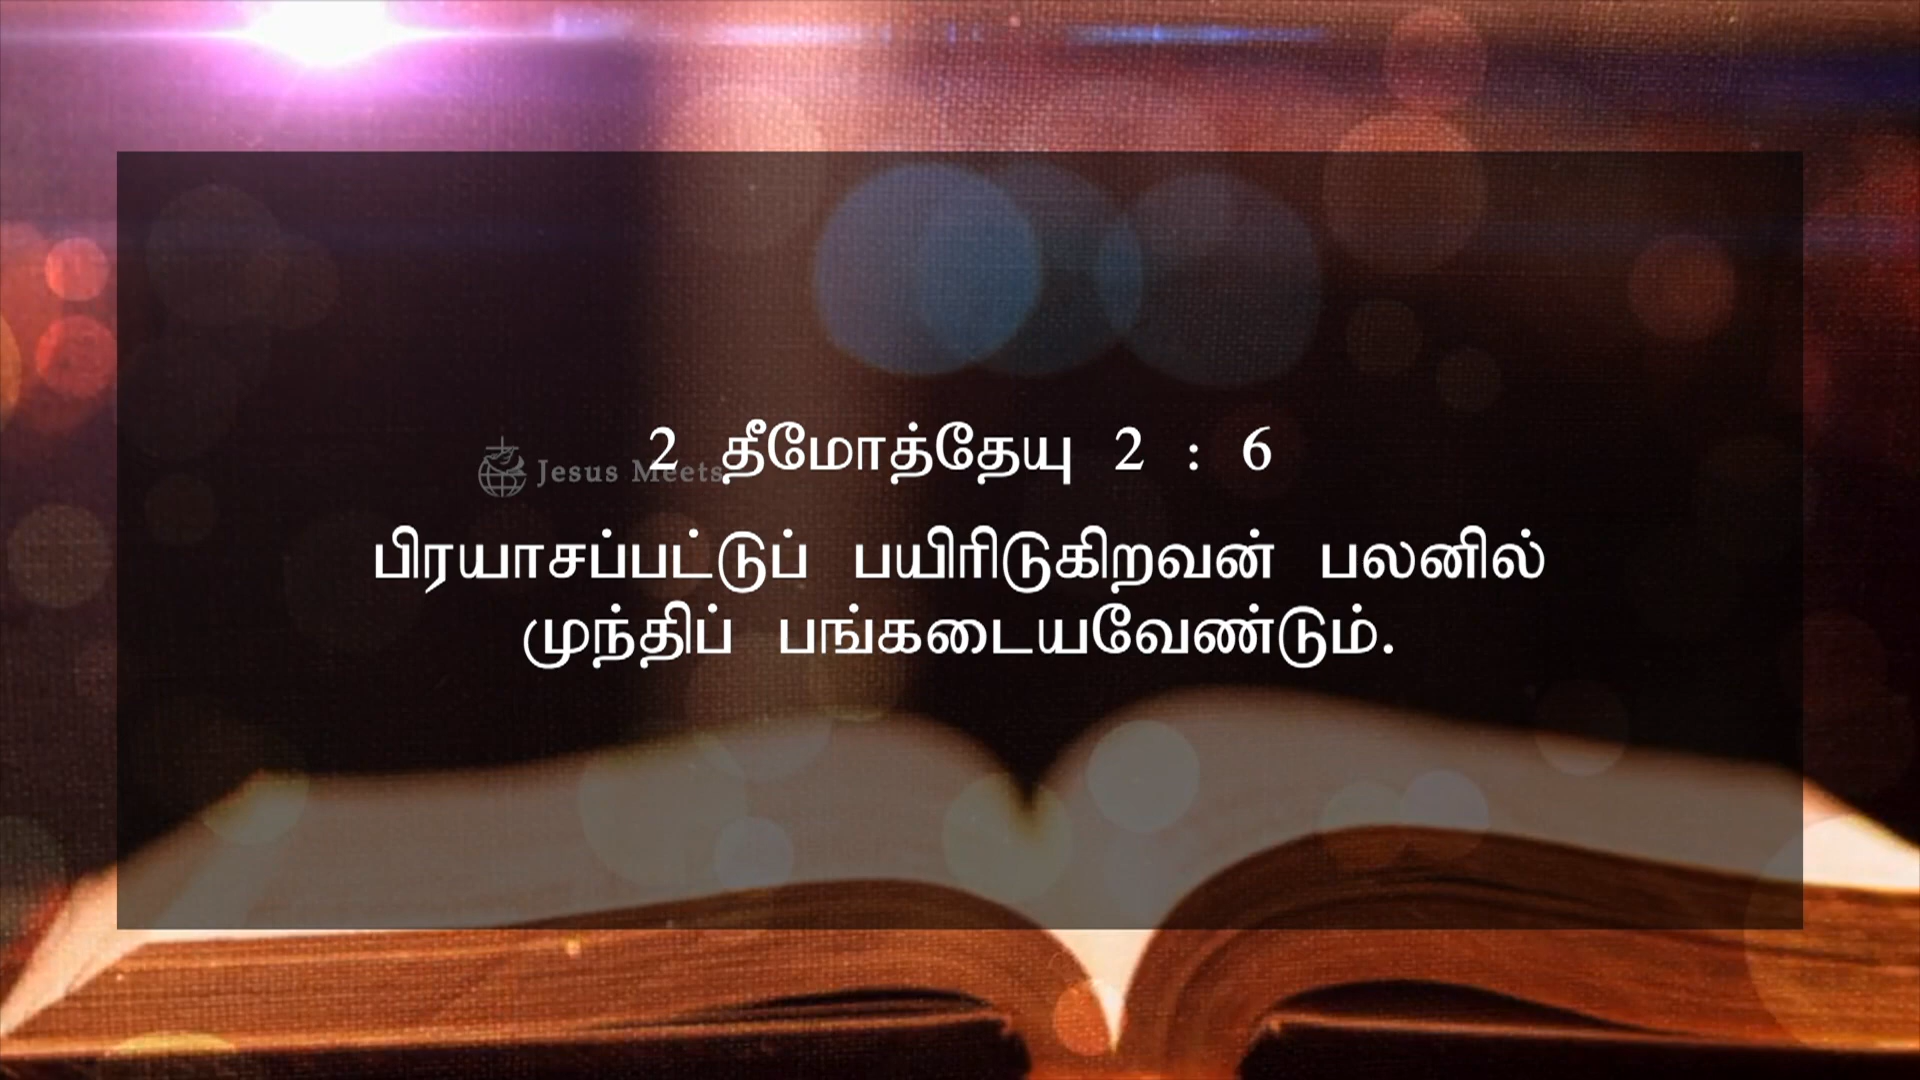 2 தீமோத்தேயு 2 : 6
Jesus Meets
பிரயாசப்பட்டுப் பயிரிடுகிறவன் பலனில்
முந்திப் பங்கடையவேண்டும்.